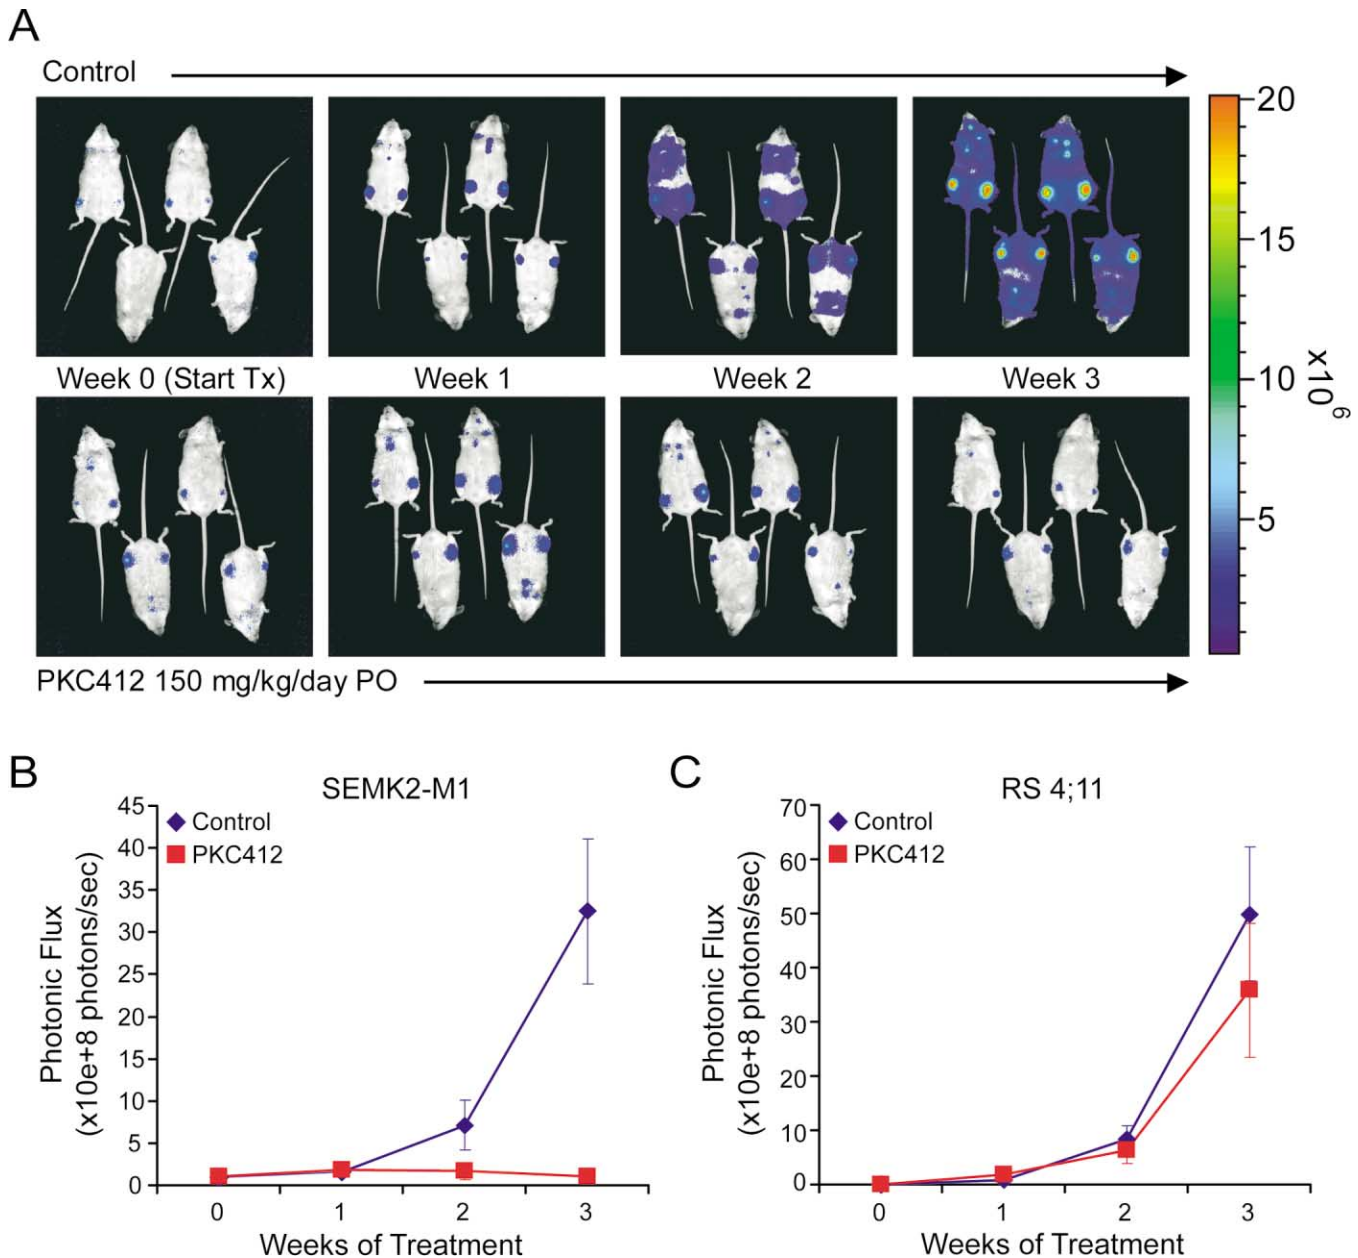 A
Control
Week 0 (Start Tx)
Week 1
Week 2
Week 3
PKC412 150 mg/kg/day PO
20
15
10
5
x10⁶
B
SEMK2-M1
Control
PKC412
Photonic Flux
(x10e+8 photons/sec)
45
40
35
30
25
20
15
10
5
0
0 1 2 3
Weeks of Treatment
C
RS 4;11
Control
PKC412
Photonic Flux
(x10e+8 photons/sec)
70
60
50
40
30
20
10
0
0 1 2 3
Weeks of Treatment